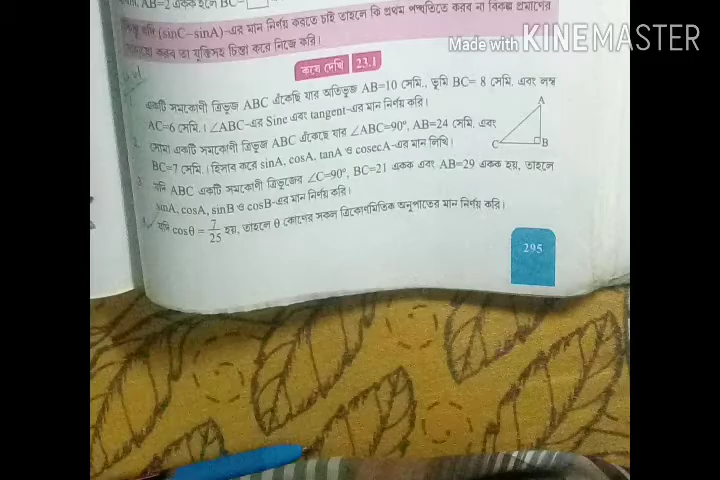 AB=2 একক হলে BC=
যদি (sinC−sinA)-এর মান নির্ণয় করতে চাই তাহলে কি প্রথম পদ্ধতিতে করব না বিকল্প প্রমাণের
করব তা যুক্তিসহ চিন্তা করে নিজে করি।
Made with KINEMASTER
কষে দেখি 23.1
একটি সমকোণী ত্রিভুজ ABC এঁকেছি যার অতিভুজ AB=10 সেমি., ভূমি BC= 8 সেমি. এবং লম্ব
AC=6 সেমি.। ∠ABC-এর Sine এবং tangent-এর মান নির্ণয় করি।
2. সোমা একটি সমকোণী ত্রিভুজ ABC এঁকেছে যার ∠ABC=90°, AB=24 সেমি. এবং
BC=7 সেমি.। হিসাব করে sinA, cosA, tanA ও cosecA-এর মান লিখি।
A
C
B
3. যদি ABC একটি সমকোণী ত্রিভুজের ∠C=90°, BC=21 একক এবং AB=29 একক হয়, তাহলে
sinA, cosA, sinB ও cosB-এর মান নির্ণয় করি।
4. যদি cosθ = 7/25 হয়, তাহলে θ কোণের সকল ত্রিকোণমিতিক অনুপাতের মান নির্ণয় করি।
295